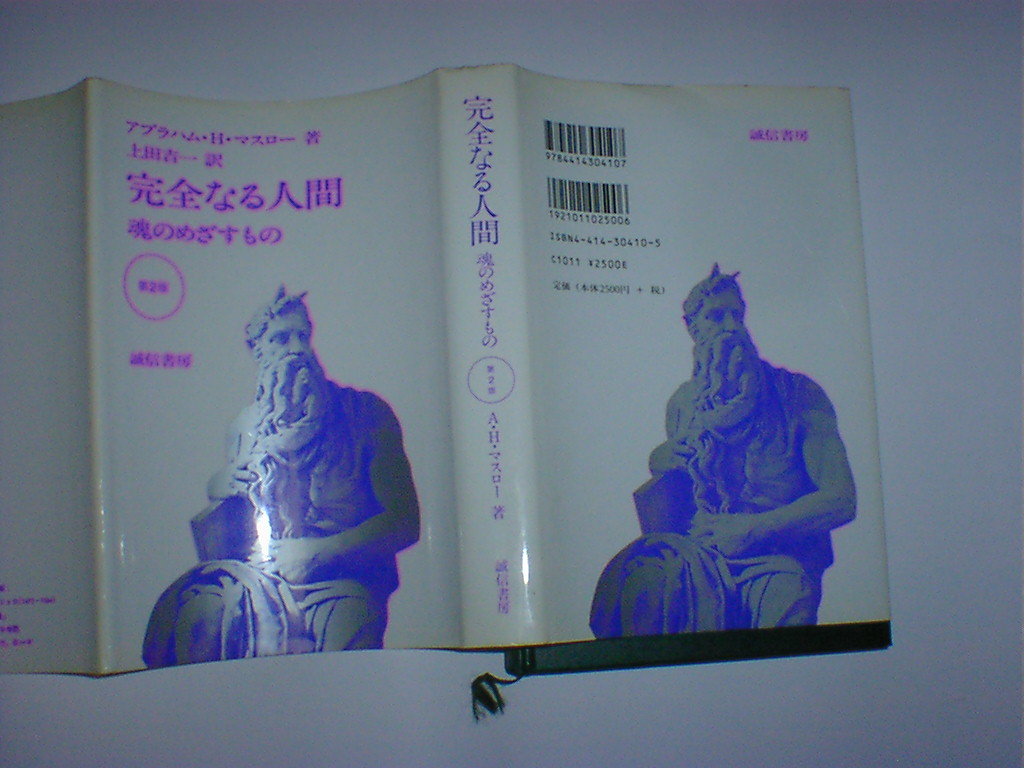 アブラハム・H・マスロー 著
上田吉一 訳
完全なる人間
魂のめざすもの
第2版
誠信書房
完全なる人間 魂のめざすもの
第2版
A・H・マスロー 著
誠信書房
9784414304107
1921011025006
ISBN4-414-30410-5
C1011 ¥2500E
定価（本体2500円 + 税）
誠信書房